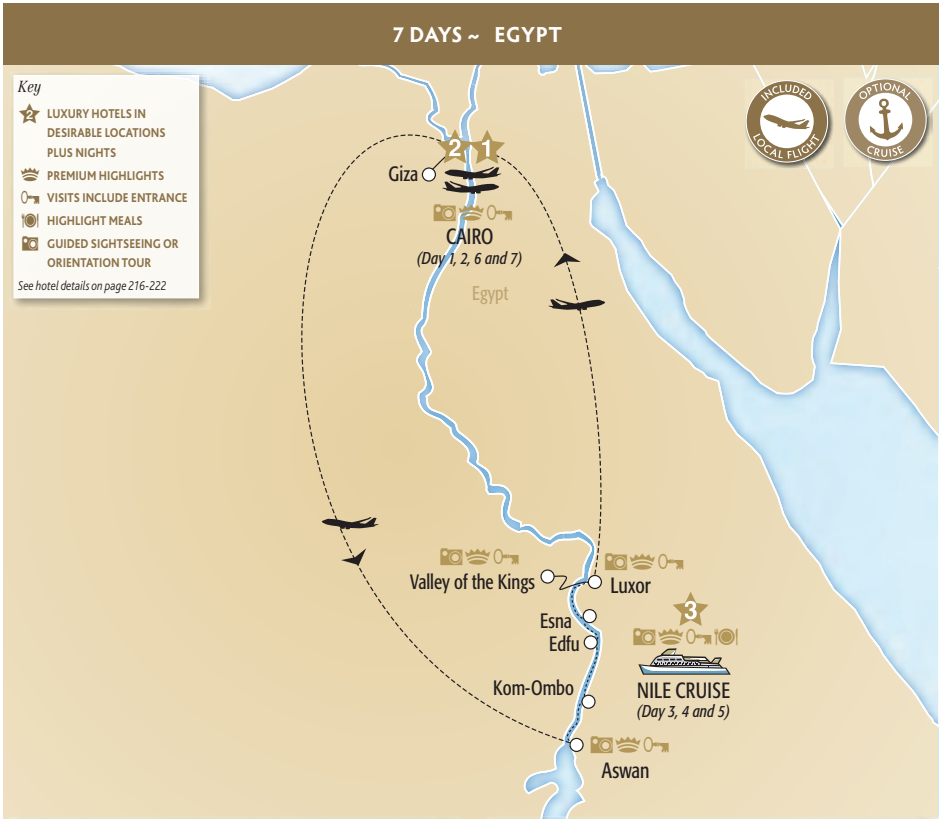 7 DAYS ~ EGYPT
Key
2 LUXURY HOTELS IN
DESIRABLE LOCATIONS
PLUS NIGHTS
PREMIUM HIGHLIGHTS
VISITS INCLUDE ENTRANCE
HIGHLIGHT MEALS
GUIDED SIGHTSEEING OR
ORIENTATION TOUR
See hotel details on page 216-222
INCLUDED
LOCAL FLIGHT
OPTIONAL
CRUISE
2 1
Giza
CAIRO
(Day 1, 2, 6 and 7)
Egypt
Valley of the Kings
Luxor
Esna
Edfu
3
NILE CRUISE
(Day 3, 4 and 5)
Kom-Ombo
Aswan